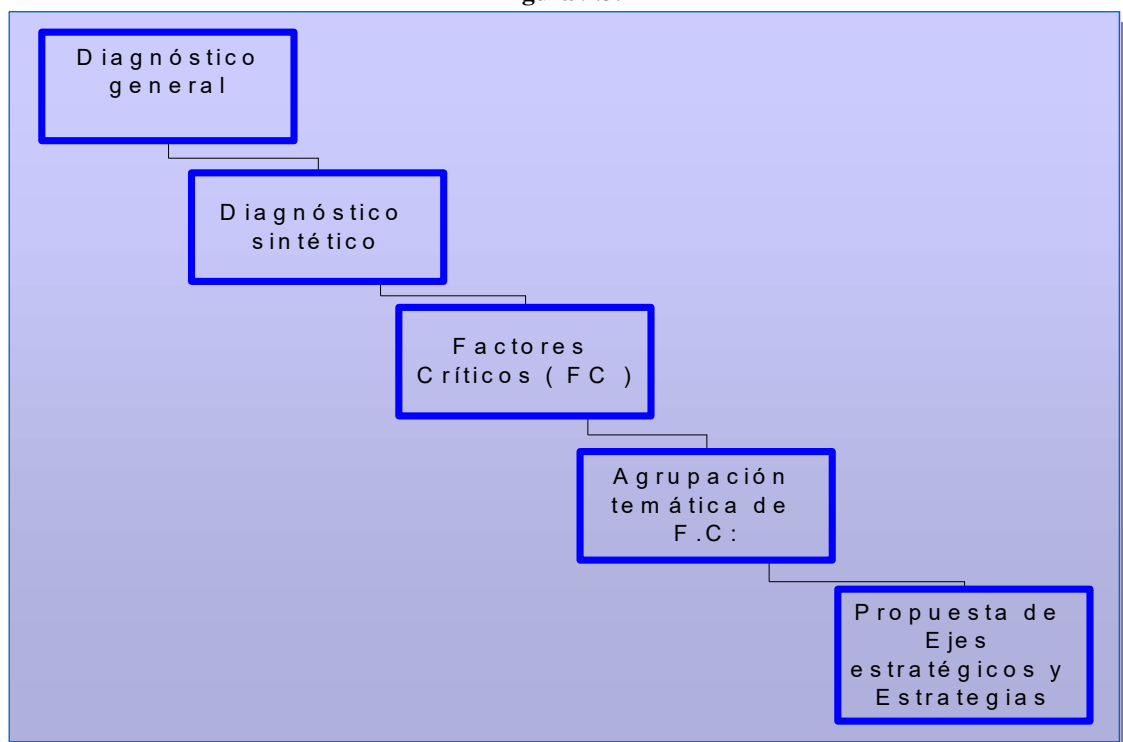 Diagnóstico
general
Diagnóstico
sintético
Factores
Críticos ( FC )
Agrupación
temática de
F.C:
Propuesta de
Ejes
estratégicos y
Estrategias